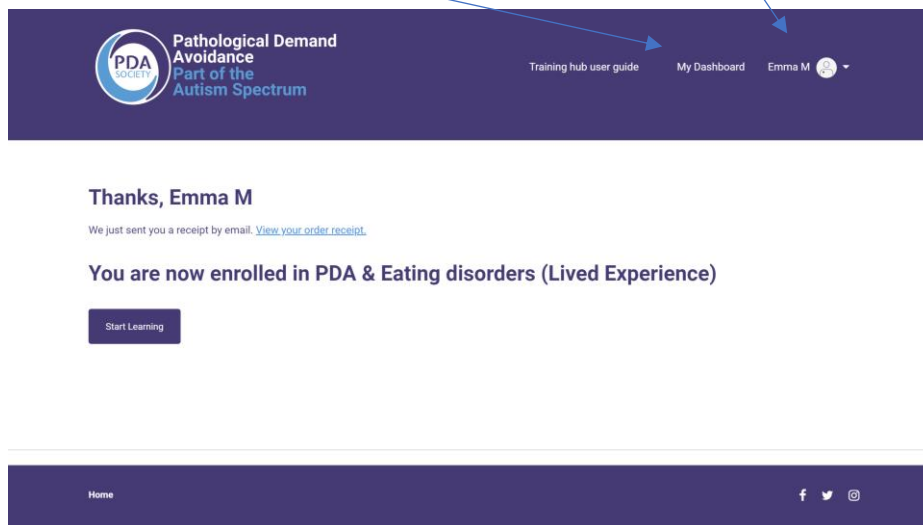 PDA
SOCIETY
Pathological Demand
Avoidance
Part of the
Autism Spectrum
Training hub user guide
My Dashboard
Emma M
Thanks, Emma M
We just sent you a receipt by email. View your order receipt.
You are now enrolled in PDA & Eating disorders (Lived Experience)
Start Learning
Home